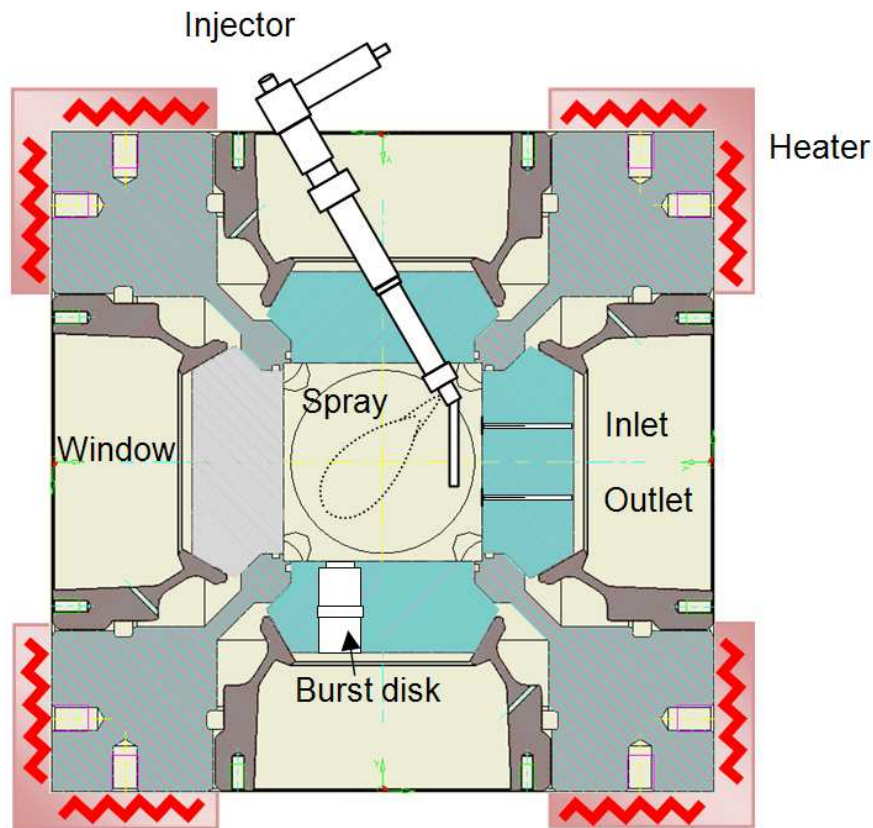 Injector
Heater
Spray
Window
Inlet
Outlet
Burst disk